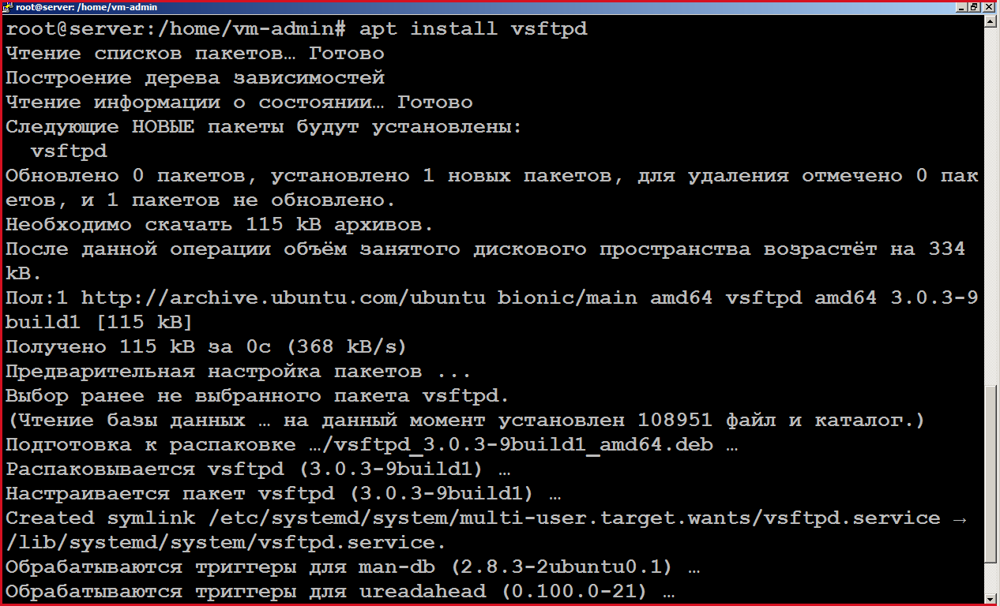 root@server: /home/vm-admin
root@server:/home/vm-admin# apt install vsftpd
Чтение списков пакетов… Готово
Построение дерева зависимостей
Чтение информации о состоянии… Готово
Следующие НОВЫЕ пакеты будут установлены:
  vsftpd
Обновлено 0 пакетов, установлено 1 новых пакетов, для удаления отмечено 0 пак
етов, и 1 пакетов не обновлено.
Необходимо скачать 115 kB архивов.
После данной операции объём занятого дискового пространства возрастёт на 334
kB.
Пол:1 http://archive.ubuntu.com/ubuntu bionic/main amd64 vsftpd amd64 3.0.3-9
build1 [115 kB]
Получено 115 kB за 0с (368 kB/s)
Предварительная настройка пакетов ...
Выбор ранее не выбранного пакета vsftpd.
(Чтение базы данных … на данный момент установлен 108951 файл и каталог.)
Подготовка к распаковке …/vsftpd_3.0.3-9build1_amd64.deb …
Распаковывается vsftpd (3.0.3-9build1) …
Настраивается пакет vsftpd (3.0.3-9build1) …
Created symlink /etc/systemd/system/multi-user.target.wants/vsftpd.service →
/lib/systemd/system/vsftpd.service.
Обрабатываются триггеры для man-db (2.8.3-2ubuntu0.1) …
Обрабатываются триггеры для ureadahead (0.100.0-21) …